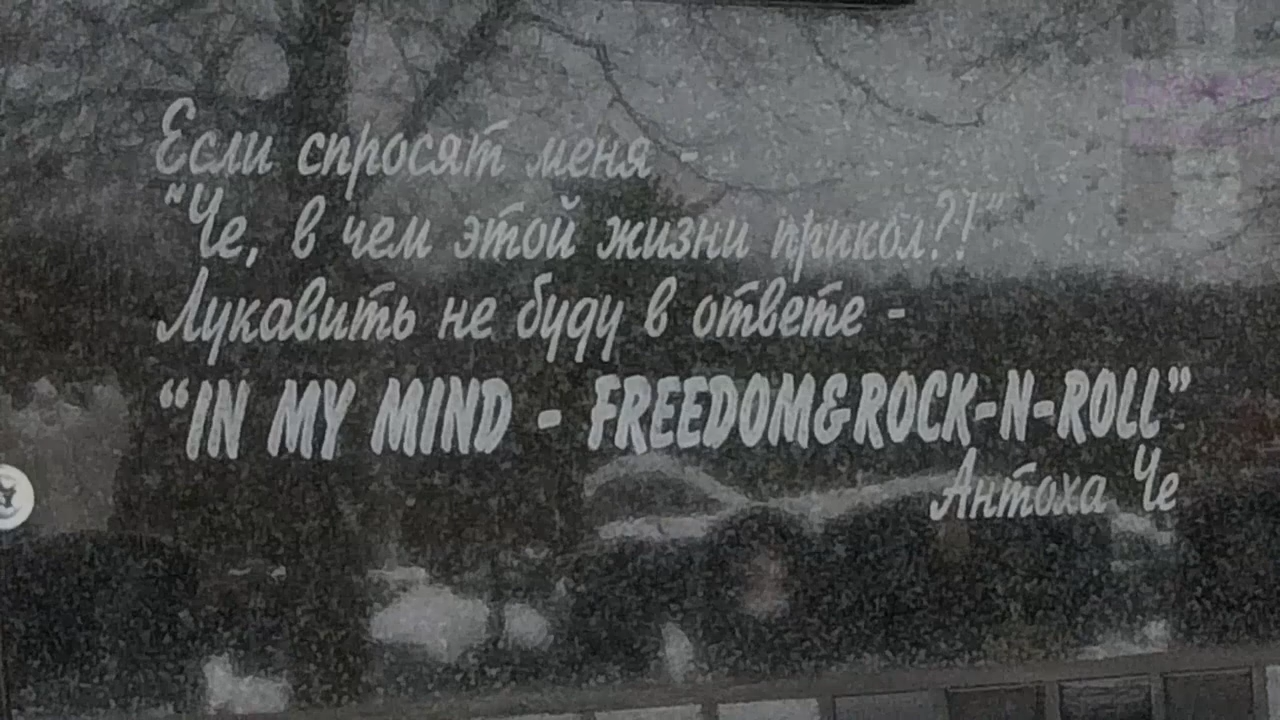 Если спросят меня -
"Че, в чем этой жизни прикол?!"
Лукавить не буду в ответе -
“IN MY MIND - FREEDOM&ROCK-N-ROLL”
Антоха Че